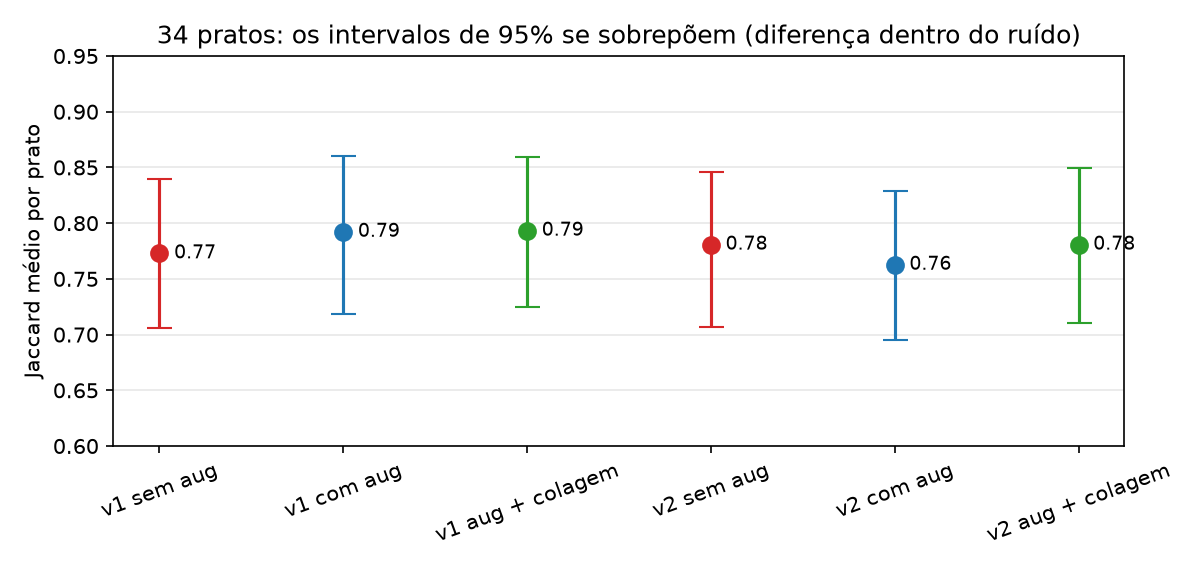 34 pratos: os intervalos de 95% se sobrepõem (diferença dentro do ruído)
Jaccard médio por prato
0.95
0.90
0.85
0.80
0.75
0.70
0.65
0.60
0.77
0.79
0.79
0.78
0.76
0.78
v1 sem aug
v1 com aug
v1 aug + colagem
v2 sem aug
v2 com aug
v2 aug + colagem